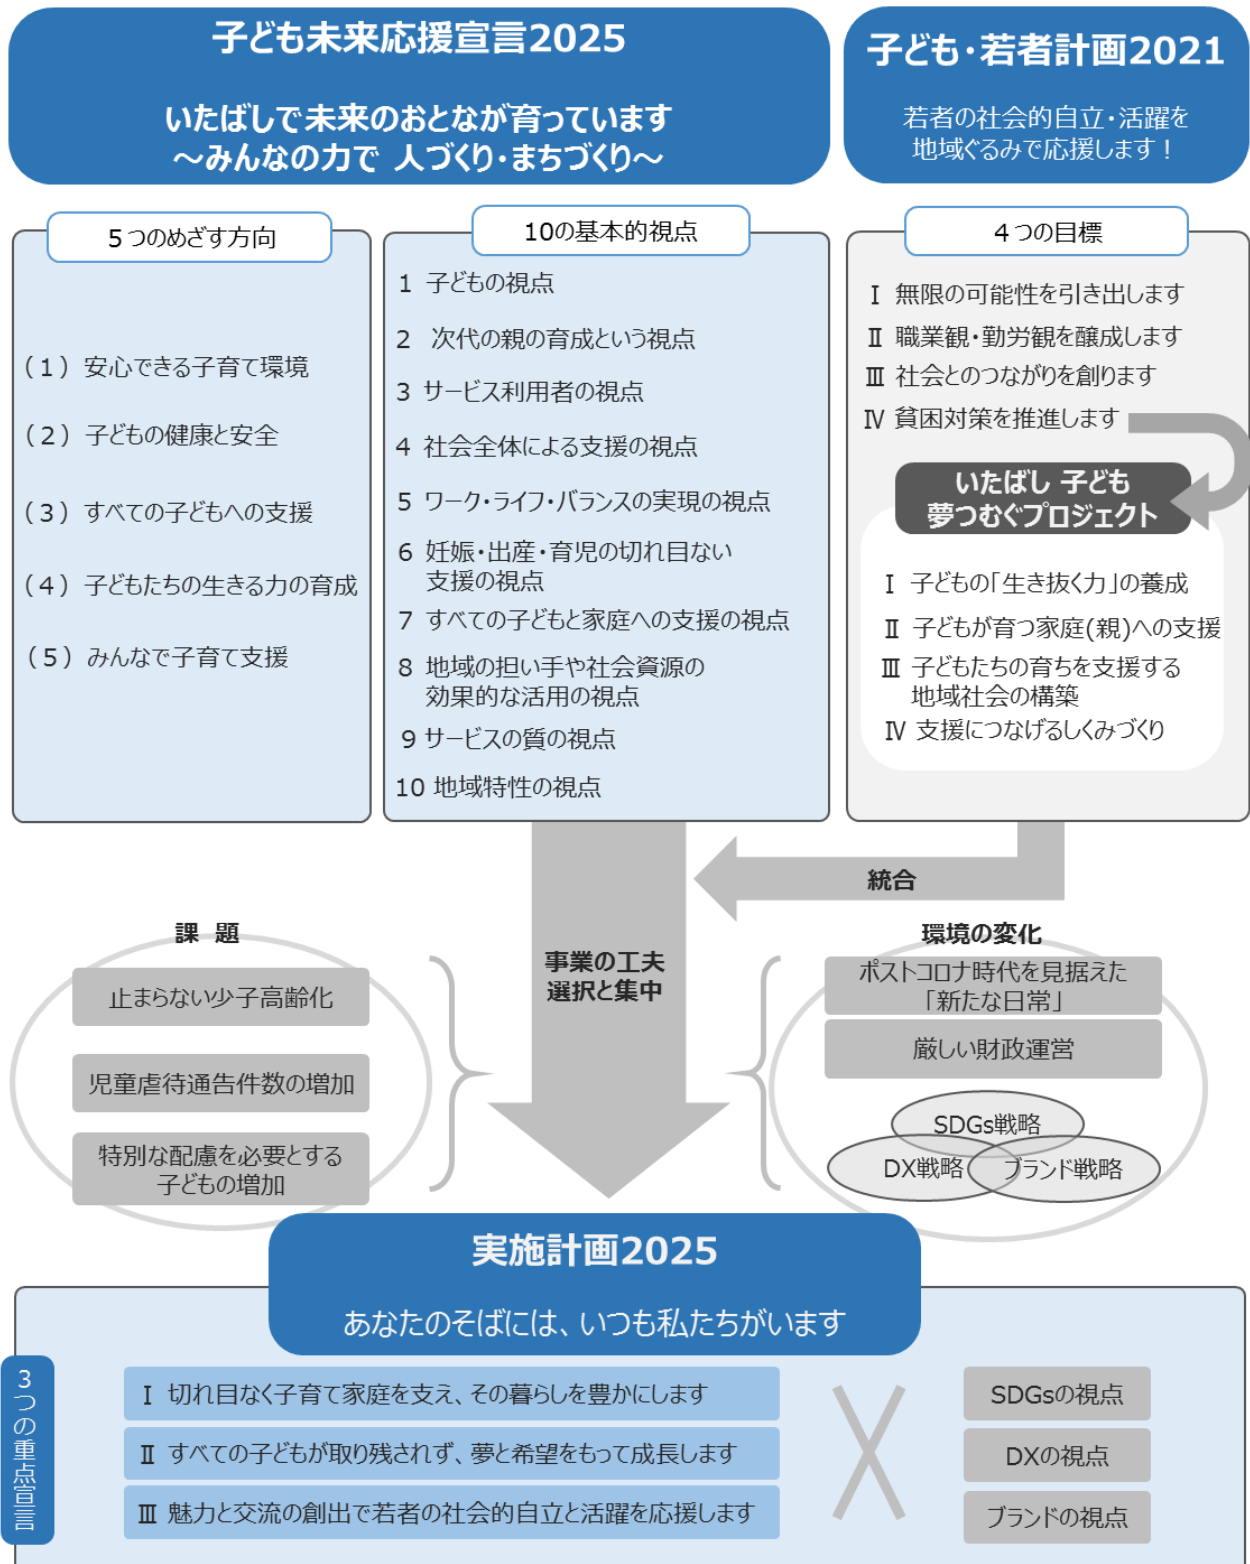 子ども未来応援宣言2025
いたばしで未来のおとなが育っています
～みんなの力で 人づくり・まちづくり～
子ども・若者計画2021
若者の社会的自立・活躍を
地域ぐるみで応援します！
5つのめざす方向
（1）安心できる子育て環境
（2）子どもの健康と安全
（3）すべての子どもへの支援
（4）子どもたちの生きる力の育成
（5）みんなで子育て支援
10の基本的視点
1 子どもの視点
2 次代の親の育成という視点
3 サービス利用者の視点
4 社会全体による支援の視点
5 ワーク・ライフ・バランスの実現の視点
6 妊娠・出産・育児の切れ目ない
支援の視点
7 すべての子どもと家庭への支援の視点
8 地域の担い手や社会資源の
効果的な活用の視点
9 サービスの質の視点
10 地域特性の視点
4つの目標
Ⅰ 無限の可能性を引き出します
Ⅱ 職業観・勤労観を醸成します
Ⅲ 社会とのつながりを創ります
Ⅳ 貧困対策を推進します
いたばし 子ども
夢つむぐプロジェクト
Ⅰ 子どもの「生き抜く力」の養成
Ⅱ 子どもが育つ家庭(親)への支援
Ⅲ 子どもたちの育ちを支援する
地域社会の構築
Ⅳ 支援につなげるしくみづくり
統合
課 題
止まらない少子高齢化
児童虐待通告件数の増加
特別な配慮を必要とする
子どもの増加
事業の工夫
選択と集中
環境の変化
ポストコロナ時代を見据えた
「新たな日常」
厳しい財政運営
SDGs戦略
DX戦略
ブランド戦略
実施計画2025
あなたのそばには、いつも私たちがいます
3つの重点宣言
Ⅰ 切れ目なく子育て家庭を支え、その暮らしを豊かにします
Ⅱ すべての子どもが取り残されず、夢と希望をもって成長します
Ⅲ 魅力と交流の創出で若者の社会的自立と活躍を応援します
SDGsの視点
DXの視点
ブランドの視点